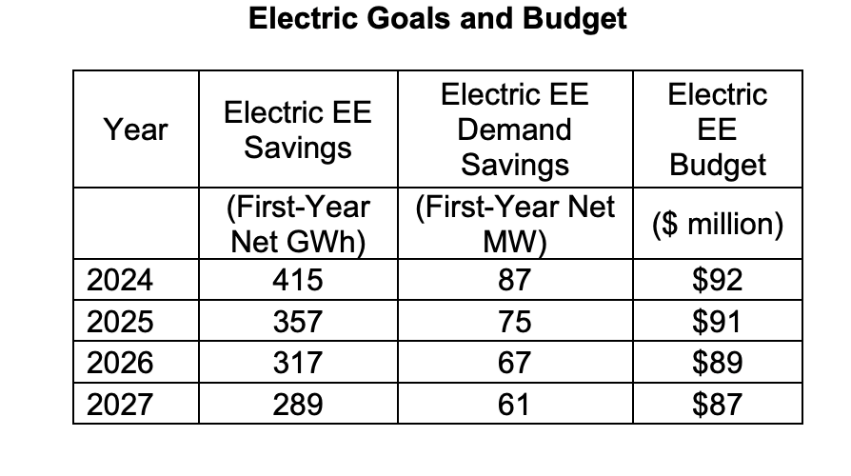 Electric Goals and Budget
Year
Electric EE
Savings
Electric EE
Demand
Savings
Electric
EE
Budget
(First-Year
Net GWh)
(First-Year Net
MW)
($ million)
2024 415 87 $92
2025 357 75 $91
2026 317 67 $89
2027 289 61 $87